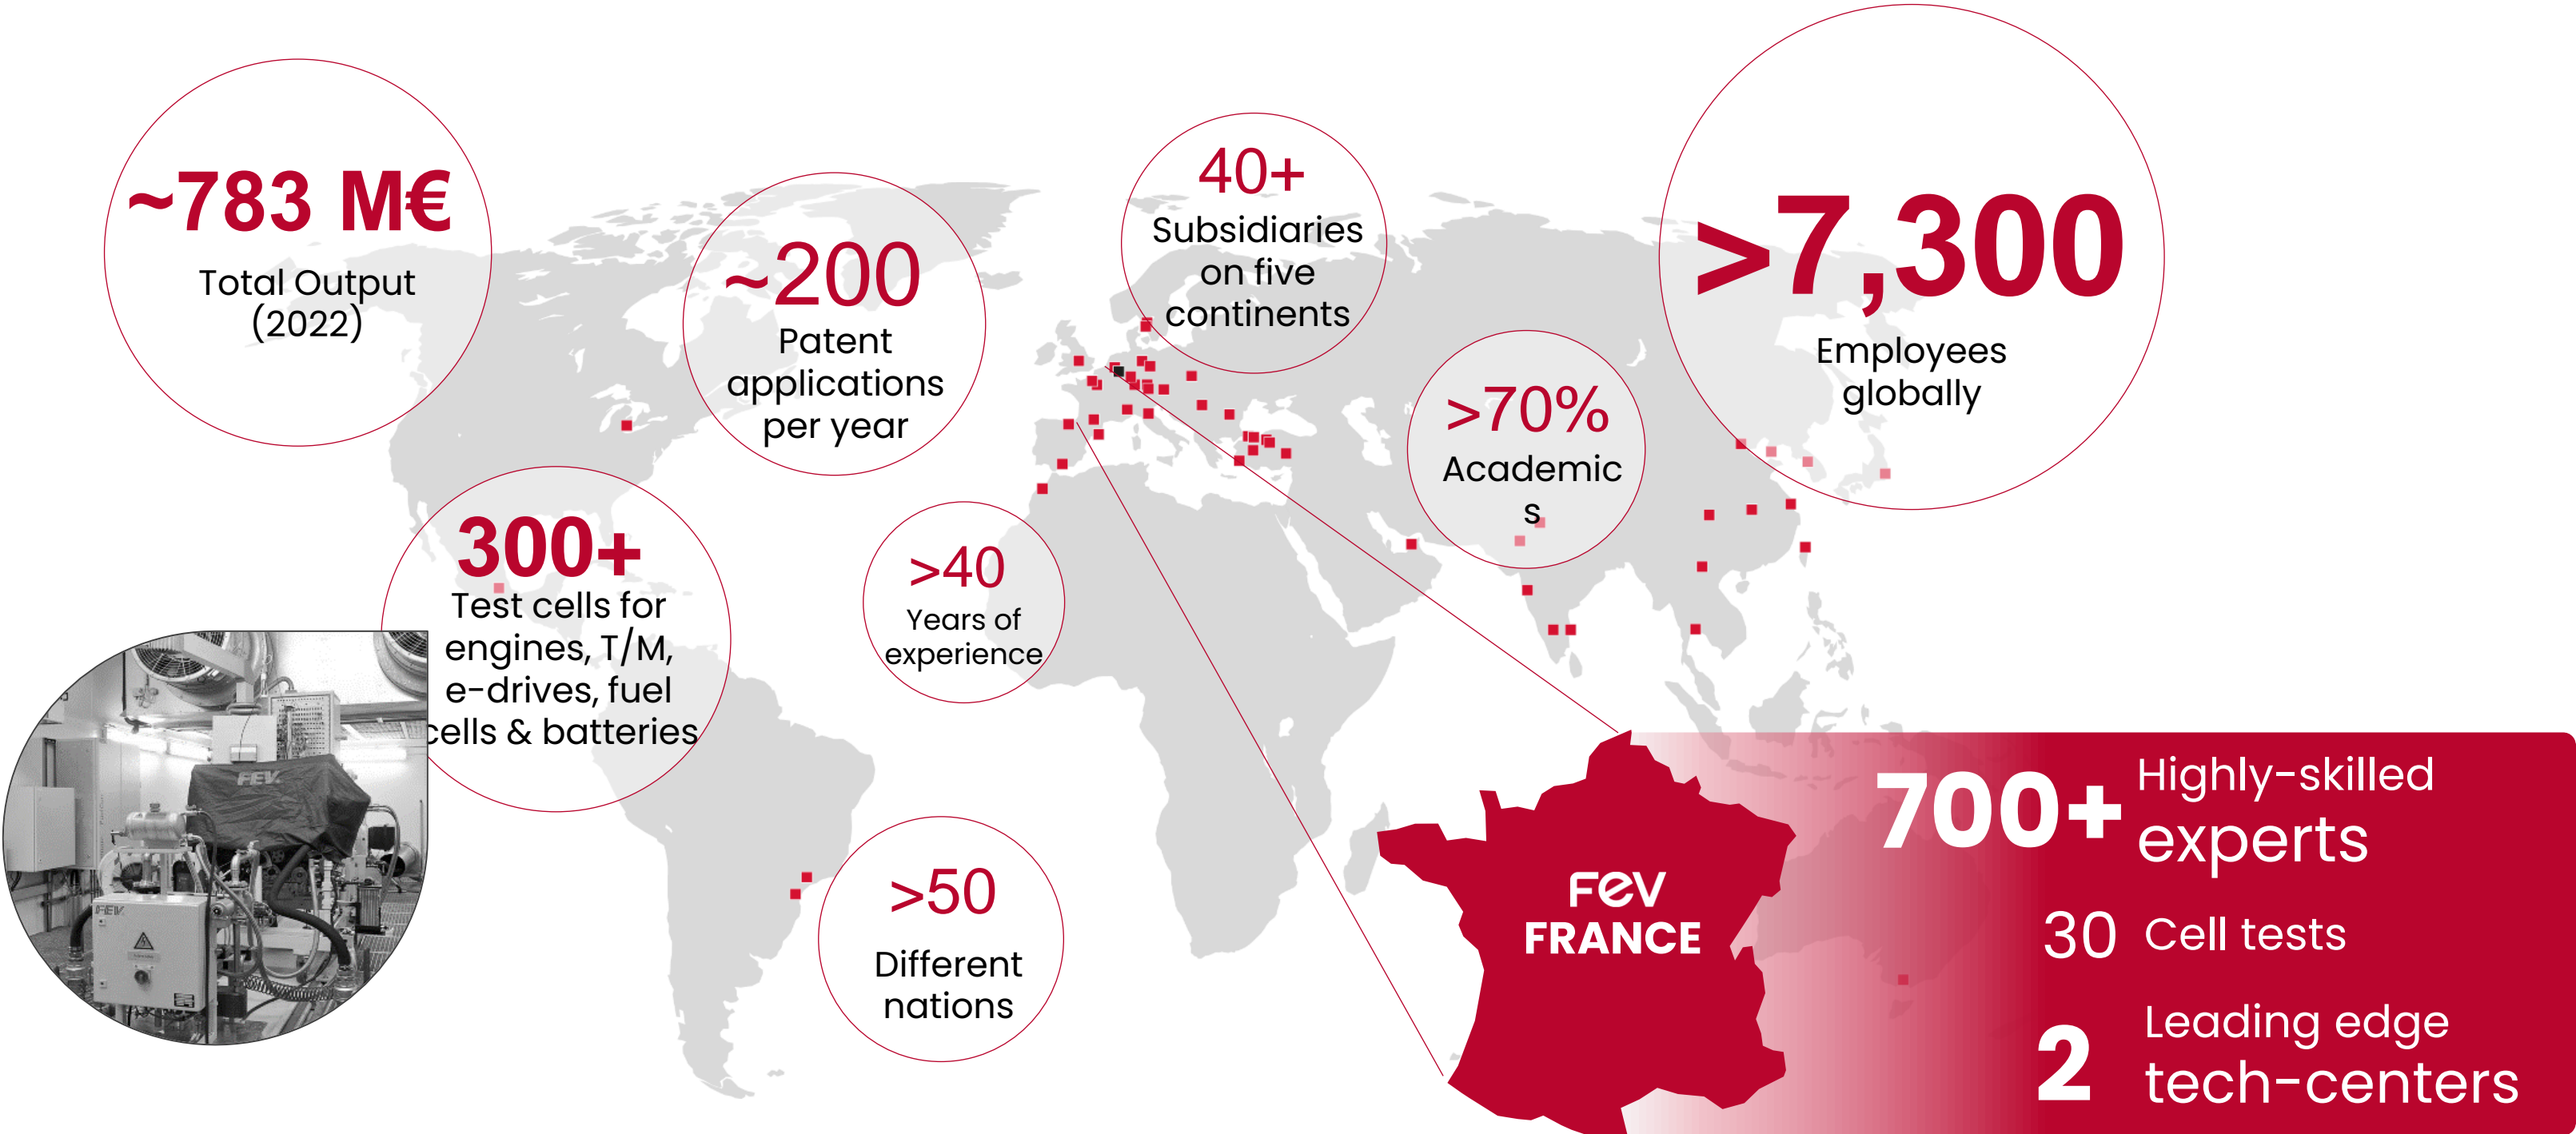 ~783 M€
Total Output
(2022)
~200
Patent
applications
per year
40+
Subsidiaries
on five
continents
>7,300
Employees
globally
>70%
Academic
s
300+
Test cells for
engines, T/M,
e-drives, fuel
cells & batteries
>40
Years of
experience
>50
Different
nations
FEV
FEV
FEV
FRANCE
700+ Highly-skilled
experts
30 Cell tests
2 Leading edge
tech-centers